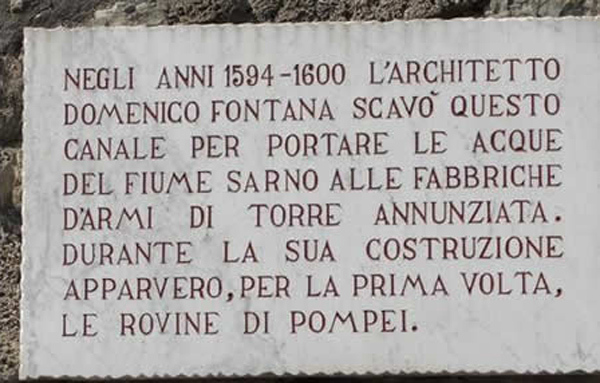 NEGLI ANNI 1594-1600 L'ARCHITETTO
DOMENICO FONTANA SCAVO' QUESTO
CANALE PER PORTARE LE ACQUE
DEL FIUME SARNO ALLE FABBRICHE
D'ARMI DI TORRE ANNUNZIATA.
DURANTE LA SUA COSTRUZIONE
APPARVERO, PER LA PRIMA VOLTA,
LE ROVINE DI POMPEI.